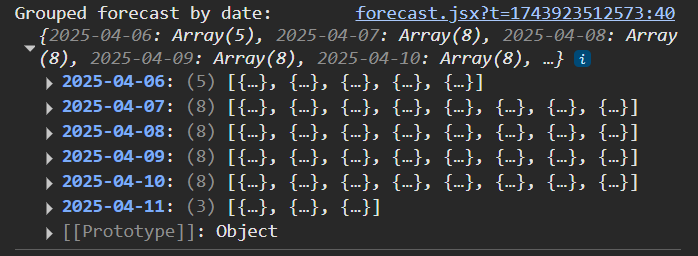 Grouped forecast by date: forecast.jsx?t=1743923512573:40
{2025-04-06: Array(5), 2025-04-07: Array(8), 2025-04-08: Array
(8), 2025-04-09: Array(8), 2025-04-10: Array(8), …} i
2025-04-06: (5) [{…}, {…}, {…}, {…}, {…}]
2025-04-07: (8) [{…}, {…}, {…}, {…}, {…}, {…}, {…}, {…}]
2025-04-08: (8) [{…}, {…}, {…}, {…}, {…}, {…}, {…}, {…}]
2025-04-09: (8) [{…}, {…}, {…}, {…}, {…}, {…}, {…}, {…}]
2025-04-10: (8) [{…}, {…}, {…}, {…}, {…}, {…}, {…}, {…}]
2025-04-11: (3) [{…}, {…}, {…}]
[[Prototype]]: Object